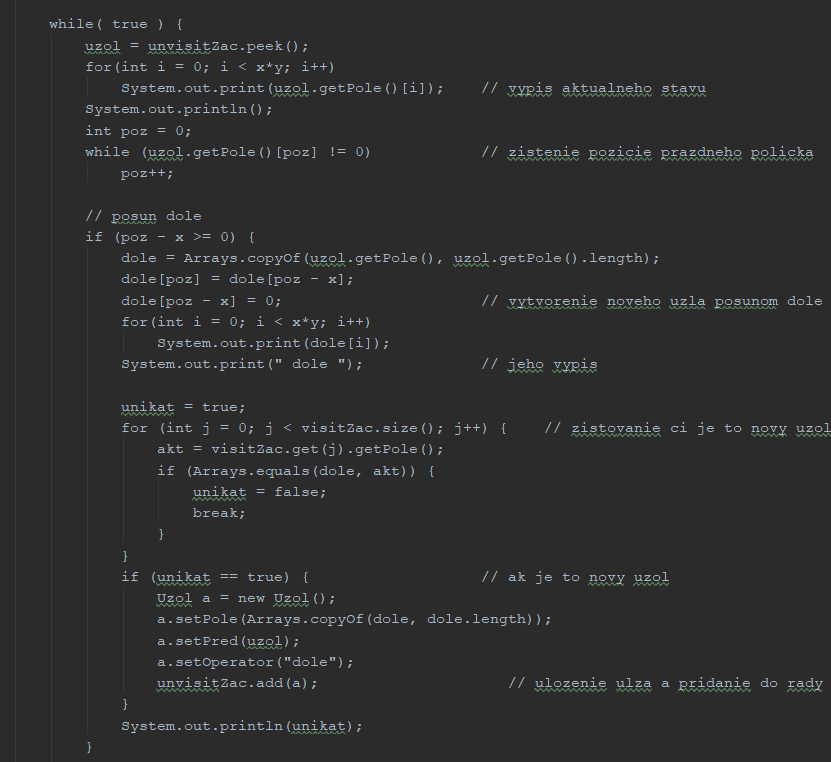 while( true ) {
uzol = unvisitZac.peek();
for(int i = 0; i < x*y; i++)
System.out.print(uzol.getPole()[i]); // vypis aktualneho stavu
System.out.println();
int poz = 0;
while (uzol.getPole()[poz] != 0) // zistenie pozicie prazdneho policka
poz++;
// posun dole
if (poz - x >= 0) {
dole = Arrays.copyOf(uzol.getPole(), uzol.getPole().length);
dole[poz] = dole[poz - x];
dole[poz - x] = 0; // vytvorenie noveho uzla posunom dole
for(int i = 0; i < x*y; i++)
System.out.print(dole[i]);
System.out.print(" dole "); // jeho vypis
unikat = true;
for (int j = 0; j < visitZac.size(); j++) { // zistovanie ci je to novy uzol
akt = visitZac.get(j).getPole();
if (Arrays.equals(dole, akt)) {
unikat = false;
break;
}
}
if (unikat == true) { // ak je to novy uzol
Uzol a = new Uzol();
a.setPole(Arrays.copyOf(dole, dole.length));
a.setPred(uzol);
a.setOperator("dole");
unvisitZac.add(a); // ulozenie ulza a pridanie do rady
}
System.out.println(unikat);
}